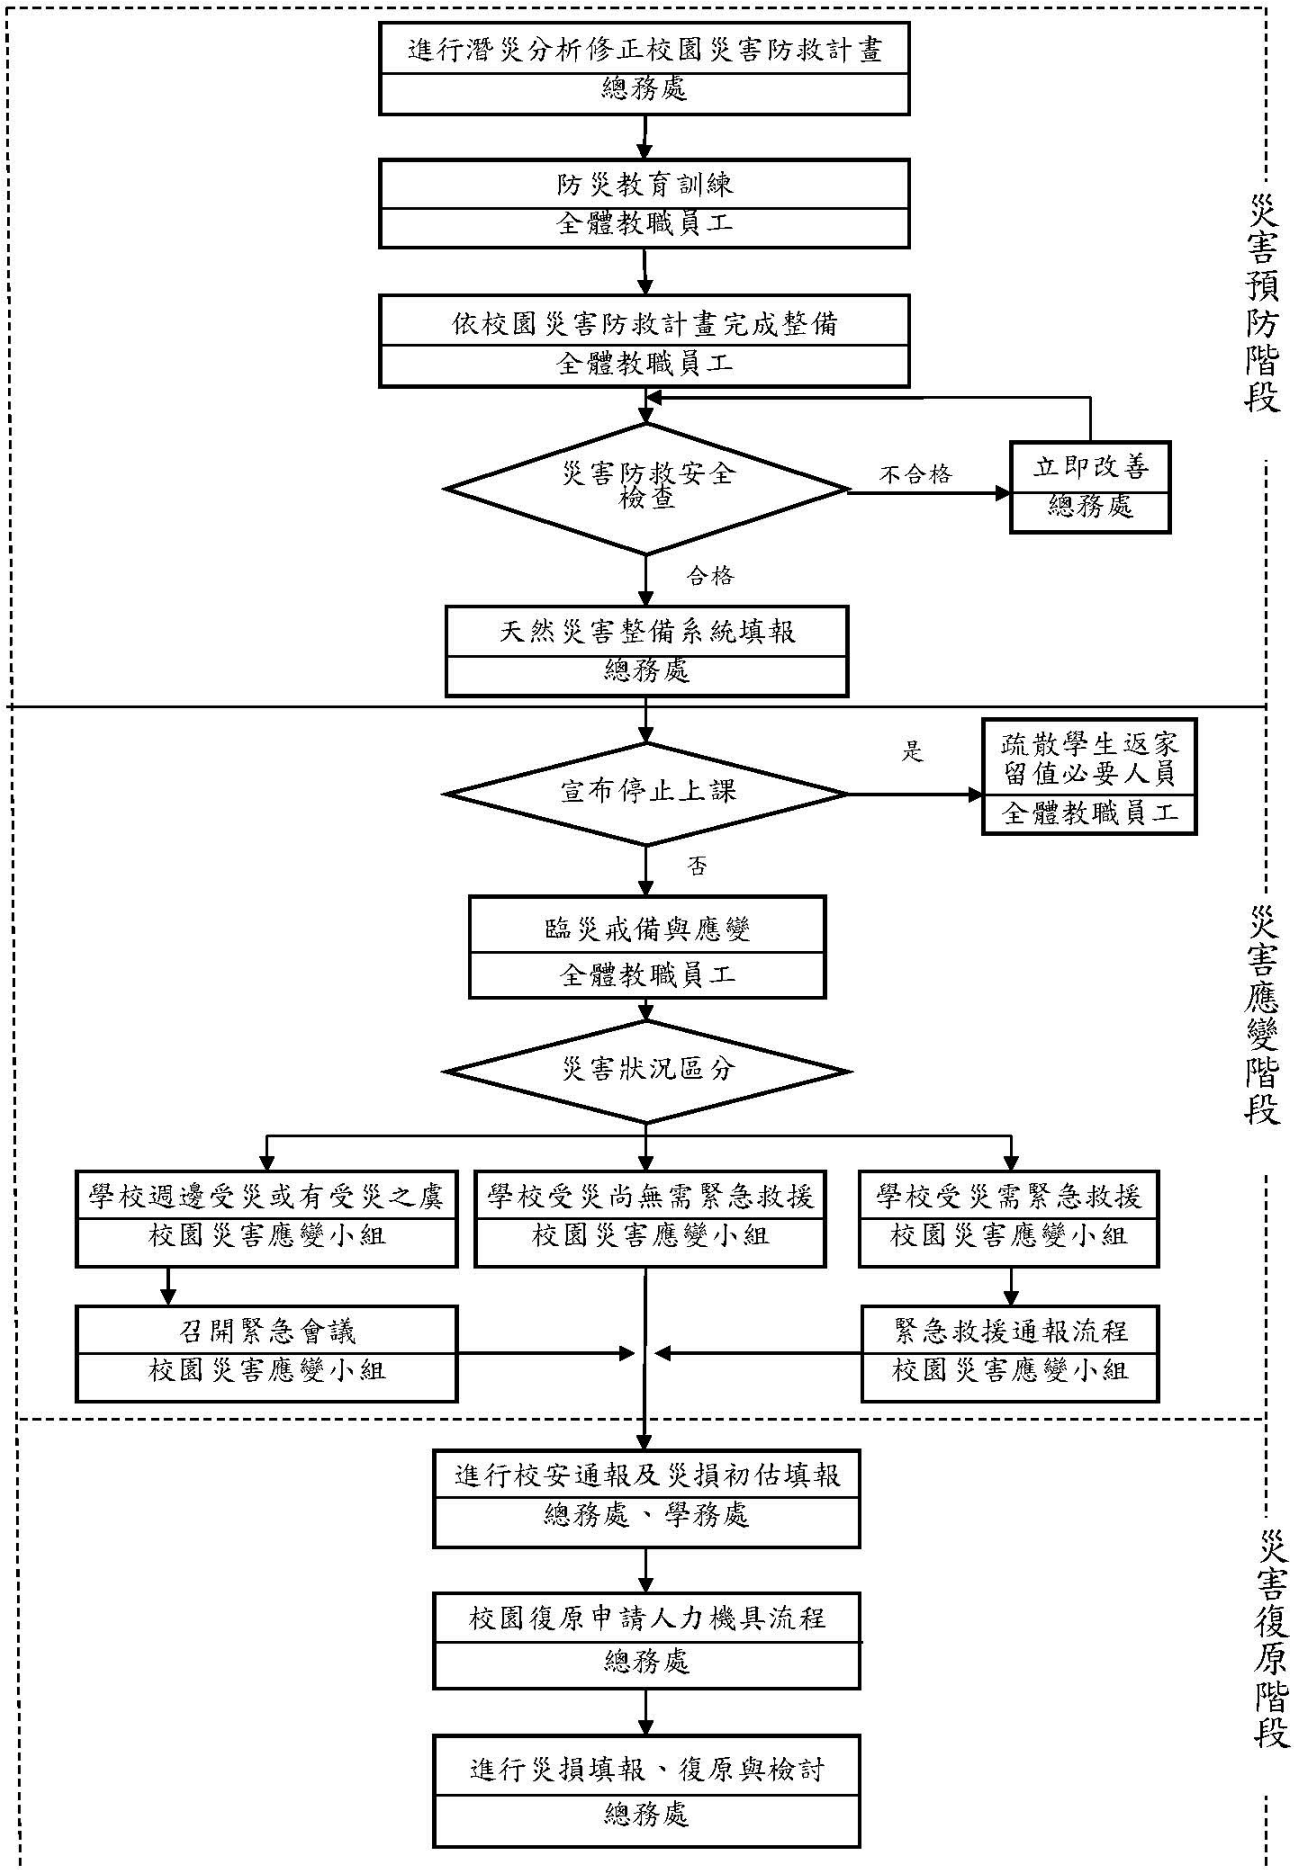 進行潛災分析修正校園災害防救計畫
總務處
防災教育訓練
全體教職員工
災害預防階段
依校園災害防救計畫完成整備
全體教職員工
災害防救安全
檢查
不合格
立即改善
總務處
合格
天然災害整備系統填報
總務處
宣布停止上課
是
疏散學生返家
留值必要人員
全體教職員工
否
臨災戒備與應變
全體教職員工
災害應變階段
災害狀況區分
學校週邊受災或有受災之虞
校園災害應變小組
學校受災尚無需緊急救援
校園災害應變小組
學校受災需緊急救援
校園災害應變小組
召開緊急會議
校園災害應變小組
緊急救援通報流程
校園災害應變小組
進行校安通報及災損初估填報
總務處、學務處
災害復原階段
校園復原申請人力機具流程
總務處
進行災損填報、復原與檢討
總務處